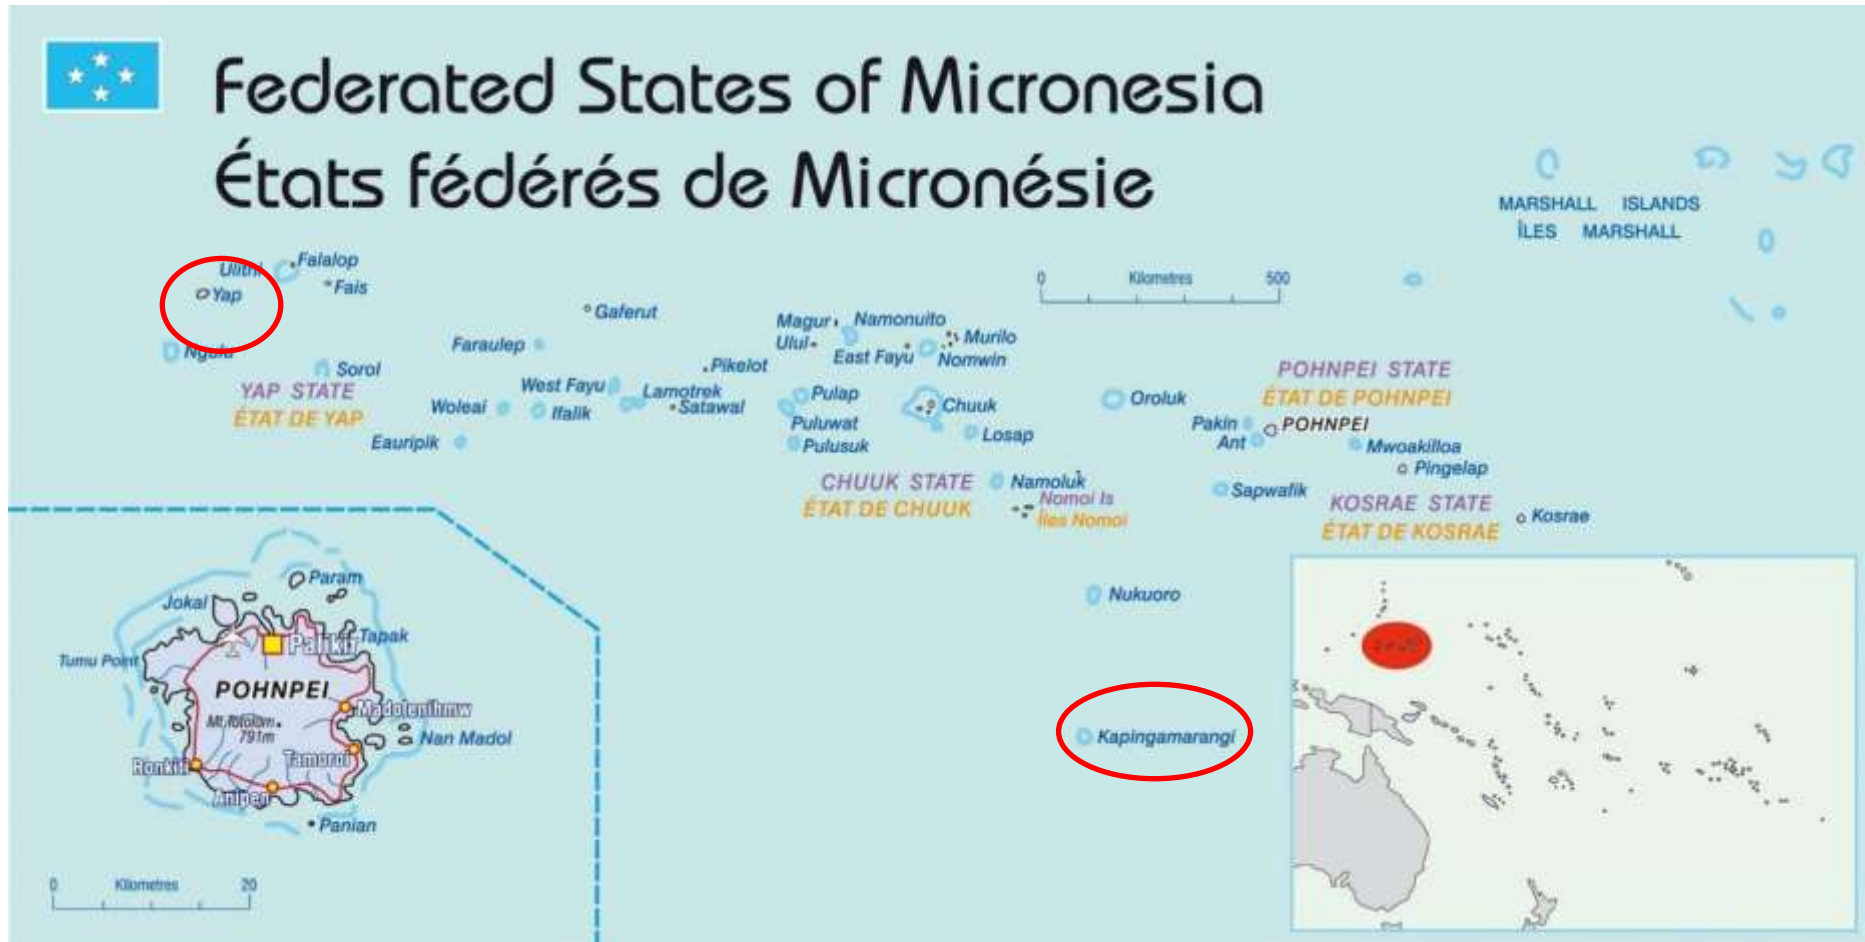 Federated States of Micronesia
États fédérés de Micronésie
MARSHALL ISLANDS
ÎLES MARSHALL
Ulithi
Falalop
Yap
Fais
Ngulu
Sorol
YAP STATE
ÉTAT DE YAP
Gaferut
Faraulep
West Fayu
Woleai
Ifalik
Lamotrek
Satawal
Eauripik
Pikelot
Magur
Namonuito
Ulul
East Fayu
Murilo
Nomwin
Pulap
Puluwat
Pulusuk
Chuuk
Losap
CHUUK STATE
ÉTAT DE CHUUK
Namoluk
Nomoi Is
Îles Nomoi
0 Kilometres 500
Oroluk
POHNPEI STATE
ÉTAT DE POHNPEI
Pakin
POHNPEI
Ant
Mwoakilloa
Pingelap
Sapwafik
KOSRAE STATE
ÉTAT DE KOSRAE
Kosrae
Nukuoro
Kapingamarangi
Param
Jokal
Palikir
Tapak
Tumu Point
POHNPEI
Madolenihmw
791m
Nan Madol
Tamoroi
Ronkiti
Anipen
Panian
0 Kilometres 20